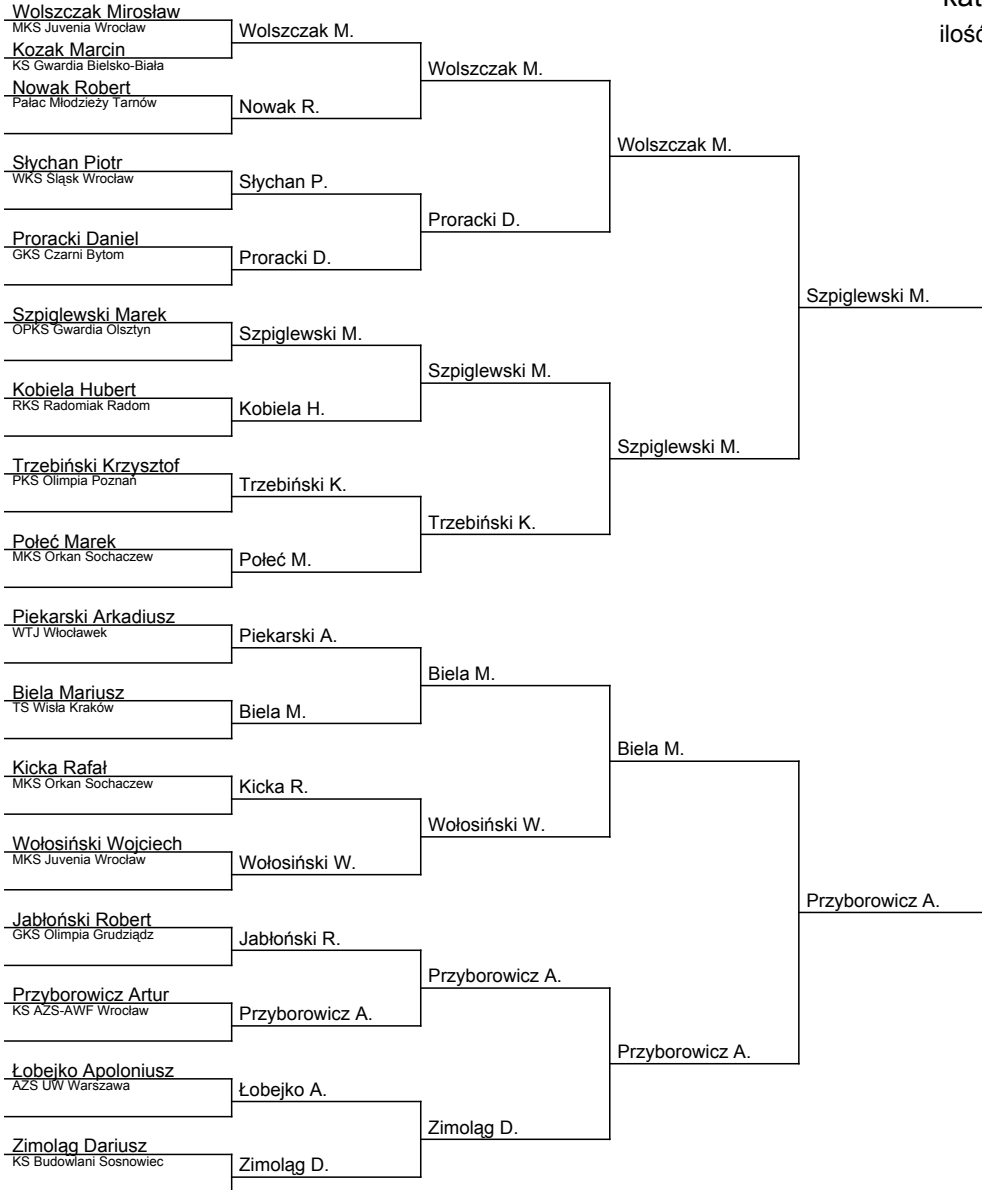 kat
ilość
Wolszczak Mirosław
MKS Juvenia Wrocław
Kozak Marcin
KS Gwardia Bielsko-Biała
Nowak Robert
Pałac Młodzieży Tarnów
Słychan Piotr
WKS Śląsk Wrocław
Proracki Daniel
GKS Czarni Bytom
Szpiglewski Marek
OPKS Gwardia Olsztyn
Kobiela Hubert
RKS Radomiak Radom
Trzebiński Krzysztof
PKS Olimpia Poznań
Połeć Marek
MKS Orkan Sochaczew
Piekarski Arkadiusz
WTJ Włocławek
Biela Mariusz
TS Wisła Kraków
Kicka Rafał
MKS Orkan Sochaczew
Wołosiński Wojciech
MKS Juvenia Wrocław
Jabłoński Robert
GKS Olimpia Grudziądz
Przyborowicz Artur
KS AZS-AWF Wrocław
Łobejko Apoloniusz
AZS UW Warszawa
Zimoląg Dariusz
KS Budowlani Sosnowiec
Wolszczak M.
Nowak R.
Słychan P.
Proracki D.
Szpiglewski M.
Kobiela H.
Trzebiński K.
Połeć M.
Piekarski A.
Biela M.
Kicka R.
Wołosiński W.
Jabłoński R.
Przyborowicz A.
Łobejko A.
Zimoląg D.
Wolszczak M.
Proracki D.
Szpiglewski M.
Trzebiński K.
Biela M.
Wołosiński W.
Przyborowicz A.
Zimoląg D.
Wolszczak M.
Szpiglewski M.
Biela M.
Przyborowicz A.
Szpiglewski M.
Przyborowicz A.